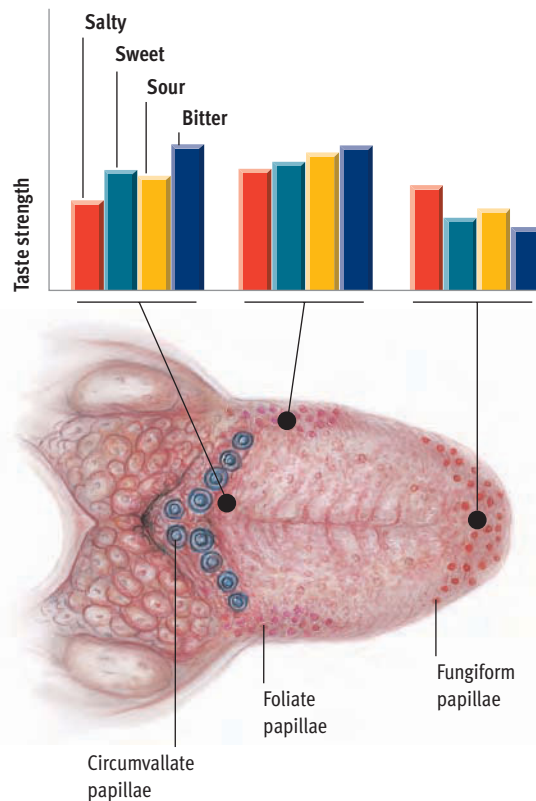 Salty
Sweet
Sour
Bitter
Taste strength
Fungiform
papillae
Foliate
papillae
Circumvallate
papillae